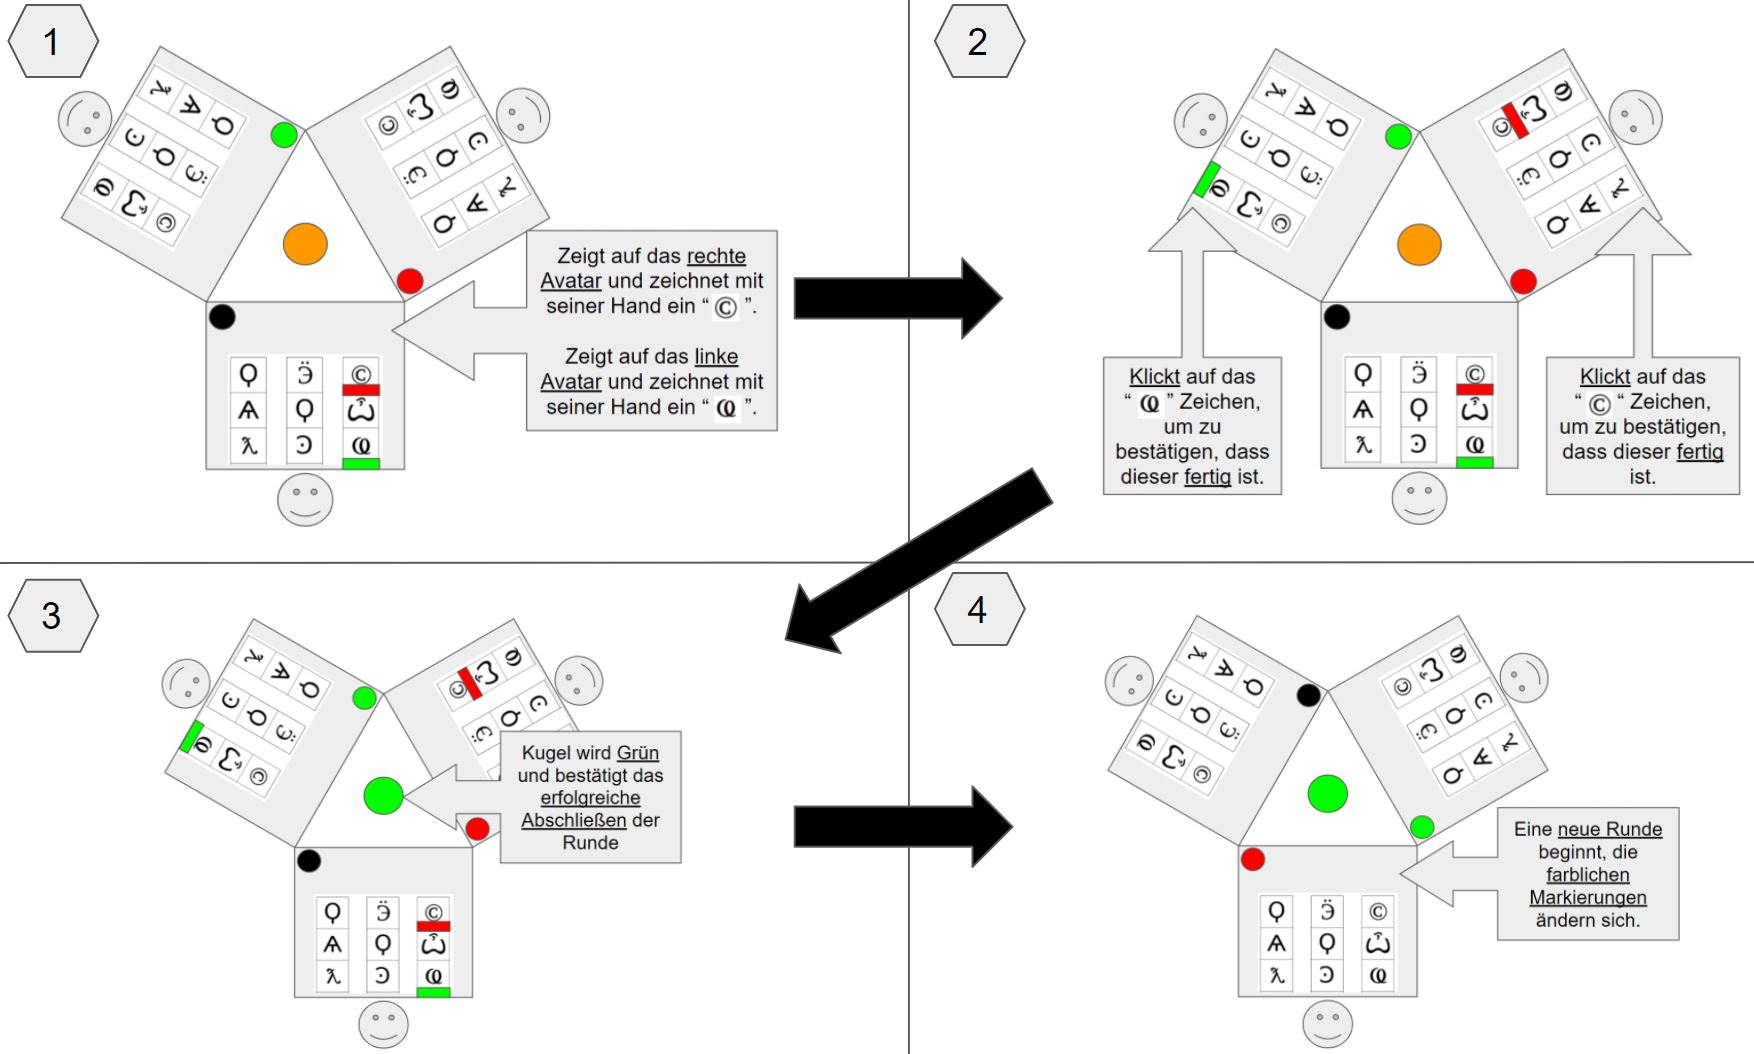 1
Zeigt auf das rechte
Avatar und zeichnet mit
seiner Hand ein “ © ”.
Zeigt auf das linke
Avatar und zeichnet mit
seiner Hand ein “ ”.
2
Klickt auf das
“ ” Zeichen,
um zu
bestätigen, dass
dieser fertig ist.
Klickt auf das
“ © “ Zeichen,
um zu bestätigen,
dass dieser fertig
ist.
3
Kugel wird Grün
und bestätigt das
erfolgreiche
Abschließen der
Runde
4
Eine neue Runde
beginnt, die
farblichen
Markierungen
ändern sich.